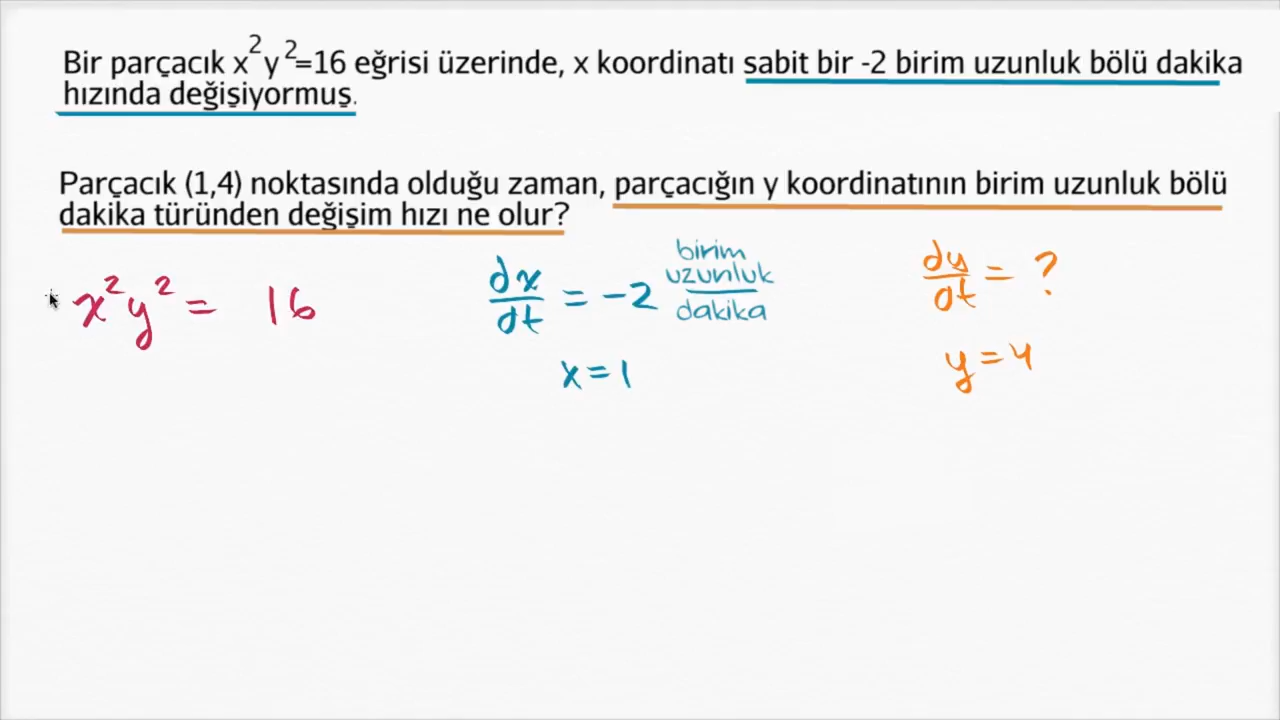 Bir parçacık x²y²=16 eğrisi üzerinde, x koordinatı sabit bir -2 birim uzunluk bölü dakika
hızında değişiyormuş.
Parçacık (1,4) noktasında olduğu zaman, parçacığın y koordinatının birim uzunluk bölü
dakika türünden değişim hızı ne olur?
x²y² = 16
dx/dt = -2 birim uzunluk/dakika
x=1
dy/dt = ?
y=4